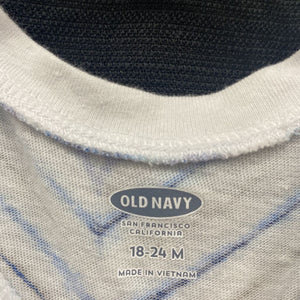 OLD NAVY
SAN FRANCISCO
CALIFORNIA
18-24 M
MADE IN VIETNAM